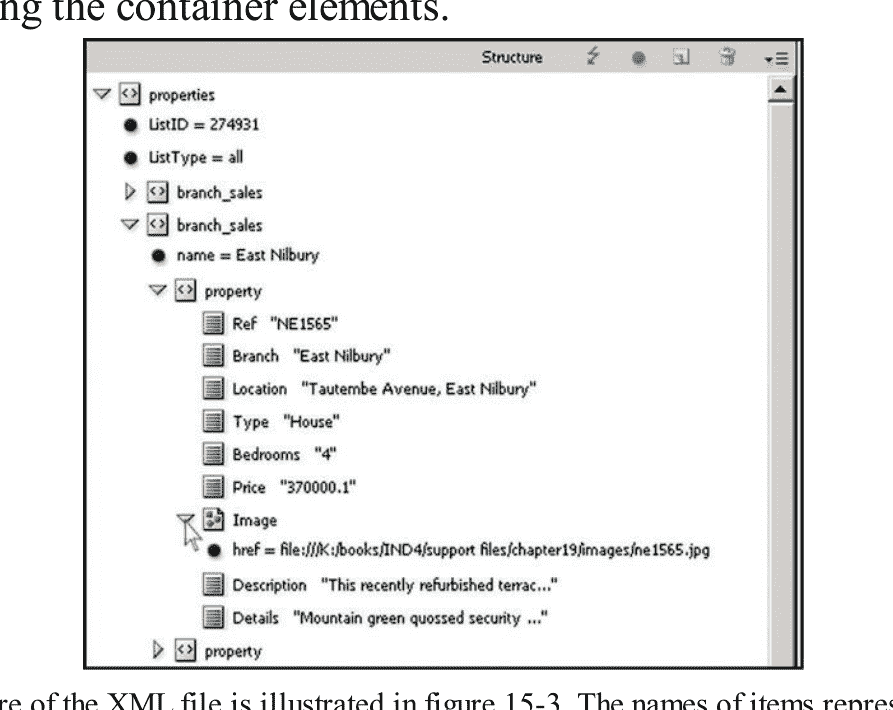 ng the container elements.
Structure
properties
ListID = 274931
ListType = all
branch_sales
branch_sales
name = East Nilbury
property
Ref "NE1565"
Branch "East Nilbury"
Location "Tautembe Avenue, East Nilbury"
Type "House"
Bedrooms "4"
Price "370000.1"
Image
href = file:///K:/books/IND4/support files/chapter19/images/ne1565.jpg
Description "This recently refurbished terrac..."
Details "Mountain green quossed security ..."
property
re of the XML file is illustrated in figure 15-3. The names of items repres